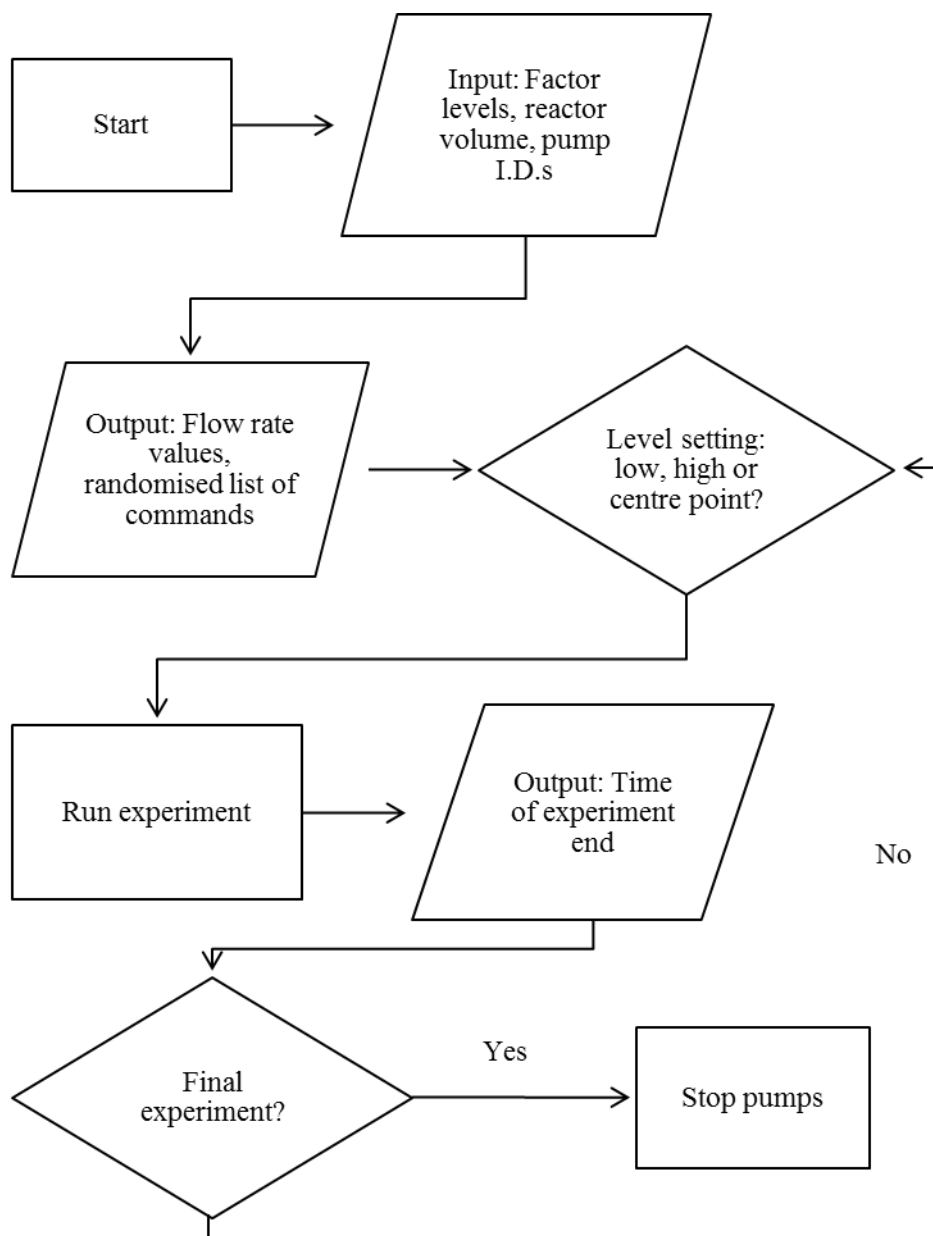 Start
Input: Factor
levels, reactor
volume, pump
I.D.s
Output: Flow rate
values,
randomised list of
commands
Level setting:
low, high or
centre point?
Run experiment
Output: Time
of experiment
end
No
Final
experiment?
Yes
Stop pumps